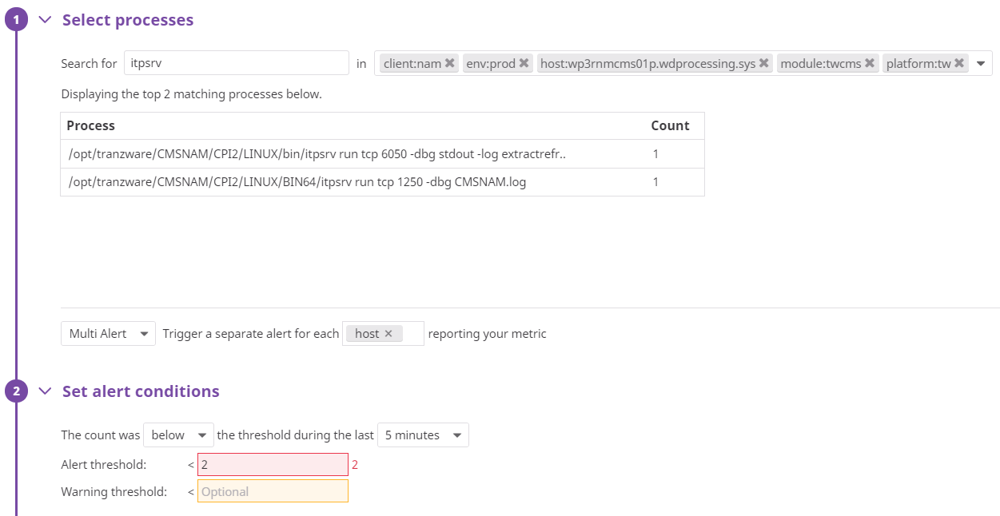 1 Select processes
Search for itpsrv in client:nam ✖ env:prod ✖ host:wp3rnmcms01p.wdprocessing.sys ✖ module:twcms ✖ platform:tw ✖
Displaying the top 2 matching processes below.
Process Count
/opt/tranzware/CMSNAM/CPI2/LINUX/bin/itpsrv run tcp 6050 -dbg stdout -log extractrefr.. 1
/opt/tranzware/CMSNAM/CPI2/LINUX/BIN64/itpsrv run tcp 1250 -dbg CMSNAM.log 1
Multi Alert Trigger a separate alert for each host × reporting your metric
2 Set alert conditions
The count was below the threshold during the last 5 minutes
Alert threshold: < 2 2
Warning threshold: < Optional